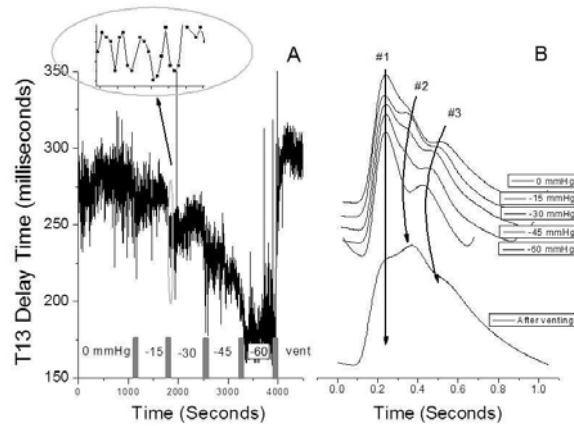 A
B
T13 Delay Time (milliseconds)
350
300
250
200
150
0 mmHg
-15
-30
-45
-60
vent
0
1000
2000
3000
4000
Time (Seconds)
#1
#2
#3
0 mmHg
-15 mmHg
-30 mmHg
-45 mmHg
-60 mmHg
After venting
0.0
0.2
0.4
0.6
0.8
1.0
Time (Seconds)